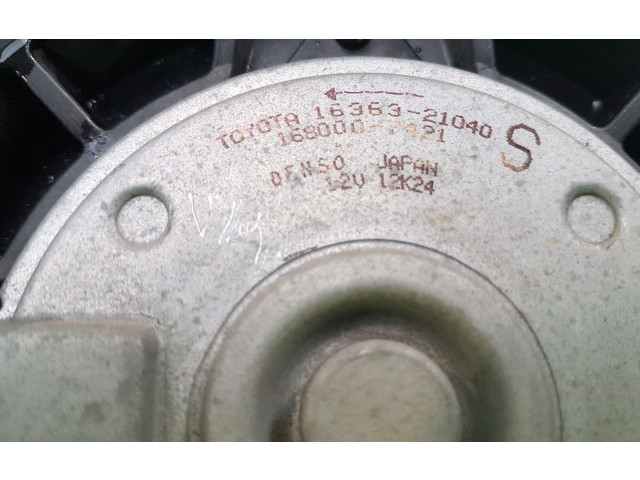 TOYOTA 16363-21040
S
DENSO JAPAN
12V 12K24